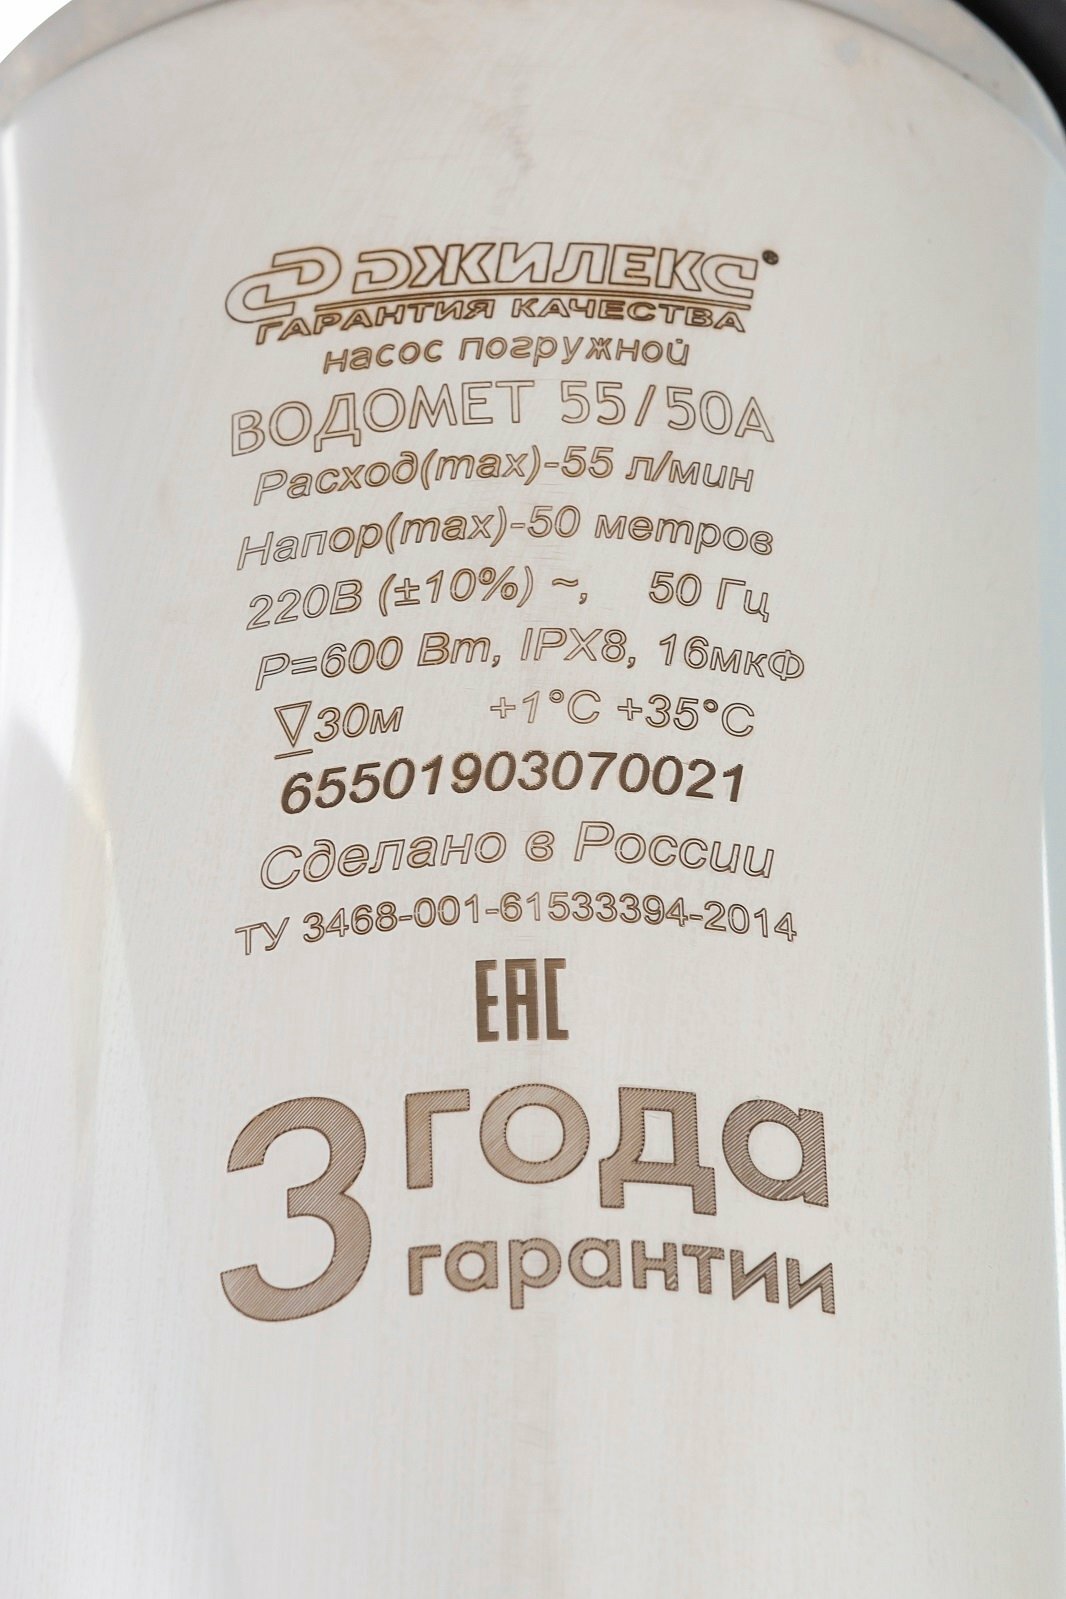 ДЖИЛЕКС®
ГАРАНТИЯ КАЧЕСТВА
насос погружной
ВОДОМЕТ 55/50А
Расход(max)-55 л/мин
Напор(max)-50 метров
220В (±10%) ~, 50 Гц
P=600 Вт, IPX8, 16мкФ
▽30м +1°C +35°C
65501903070021
Сделано в России
ТУ 3468-001-61533394-2014
EAC
3 года
гарантии